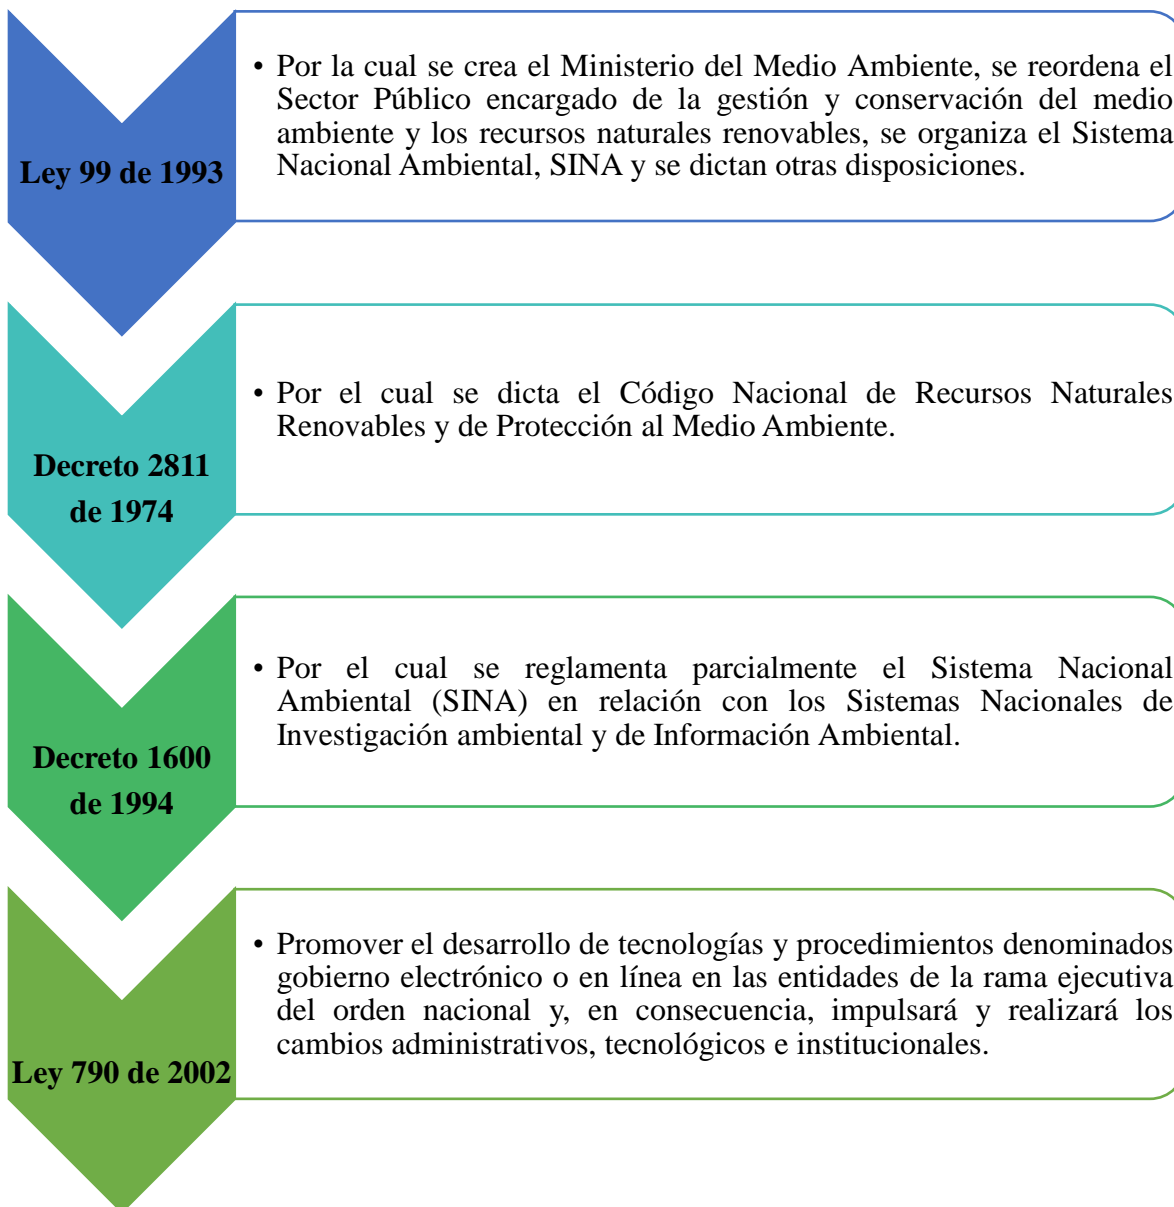 Ley 99 de 1993
• Por la cual se crea el Ministerio del Medio Ambiente, se reordena el
Sector Público encargado de la gestión y conservación del medio
ambiente y los recursos naturales renovables, se organiza el Sistema
Nacional Ambiental, SINA y se dictan otras disposiciones.
Decreto 2811
de 1974
• Por el cual se dicta el Código Nacional de Recursos Naturales
Renovables y de Protección al Medio Ambiente.
Decreto 1600
de 1994
• Por el cual se reglamenta parcialmente el Sistema Nacional
Ambiental (SINA) en relación con los Sistemas Nacionales de
Investigación ambiental y de Información Ambiental.
Ley 790 de 2002
• Promover el desarrollo de tecnologías y procedimientos denominados
gobierno electrónico o en línea en las entidades de la rama ejecutiva
del orden nacional y, en consecuencia, impulsará y realizará los
cambios administrativos, tecnológicos e institucionales.